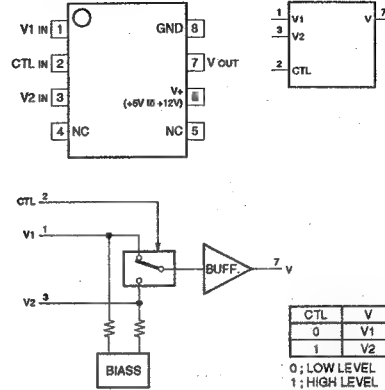 V1 IN 1
CTL IN 2
V2 IN 3
4 NC
GND 8
7 V OUT
V+
(+5V to +12V)
NC 5
1 V1 V 7
3 V2
2 CTL
CTL 2
V1 1
V2 3
BUFF.
7 V
BIASS
CTL V
0 V1
1 V2
0 ; LOW LEVEL
1 ; HIGH LEVEL